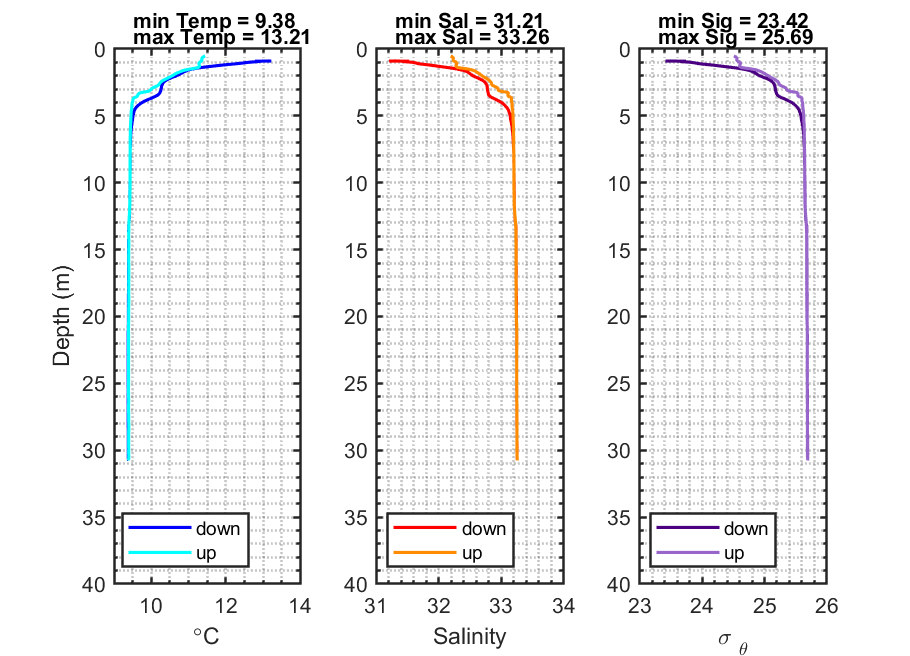 min Temp = 9.38
max Temp = 13.21
min Sal = 31.21
max Sal = 33.26
min Sig = 23.42
max Sig = 25.69
0
5
10
15
20
25
30
35
40
Depth (m)
down
up
10 12 14
°C
0
5
10
15
20
25
30
35
40
down
up
31 32 33 34
Salinity
0
5
10
15
20
25
30
35
40
down
up
23 24 25 26
σ θ